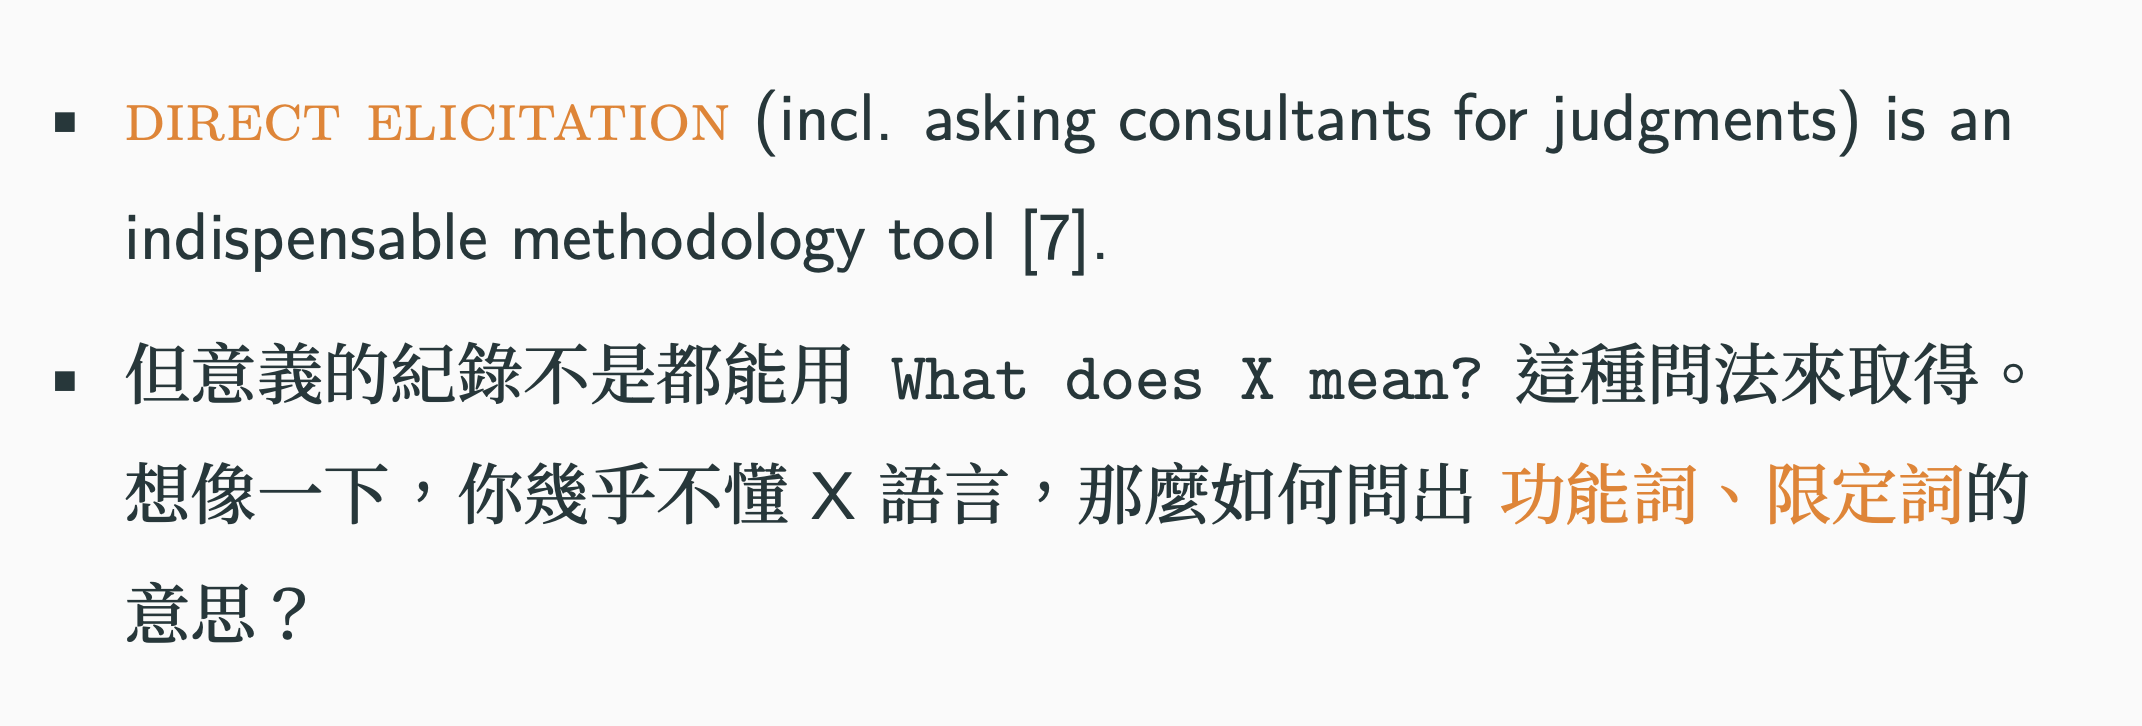 ▪ DIRECT ELICITATION (incl. asking consultants for judgments) is an
indispensable methodology tool [7].
▪ 但意義的紀錄不是都能用 What does X mean? 這種問法來取得。
想像一下，你幾乎不懂 X 語言，那麼如何問出 功能詞、限定詞的
意思？